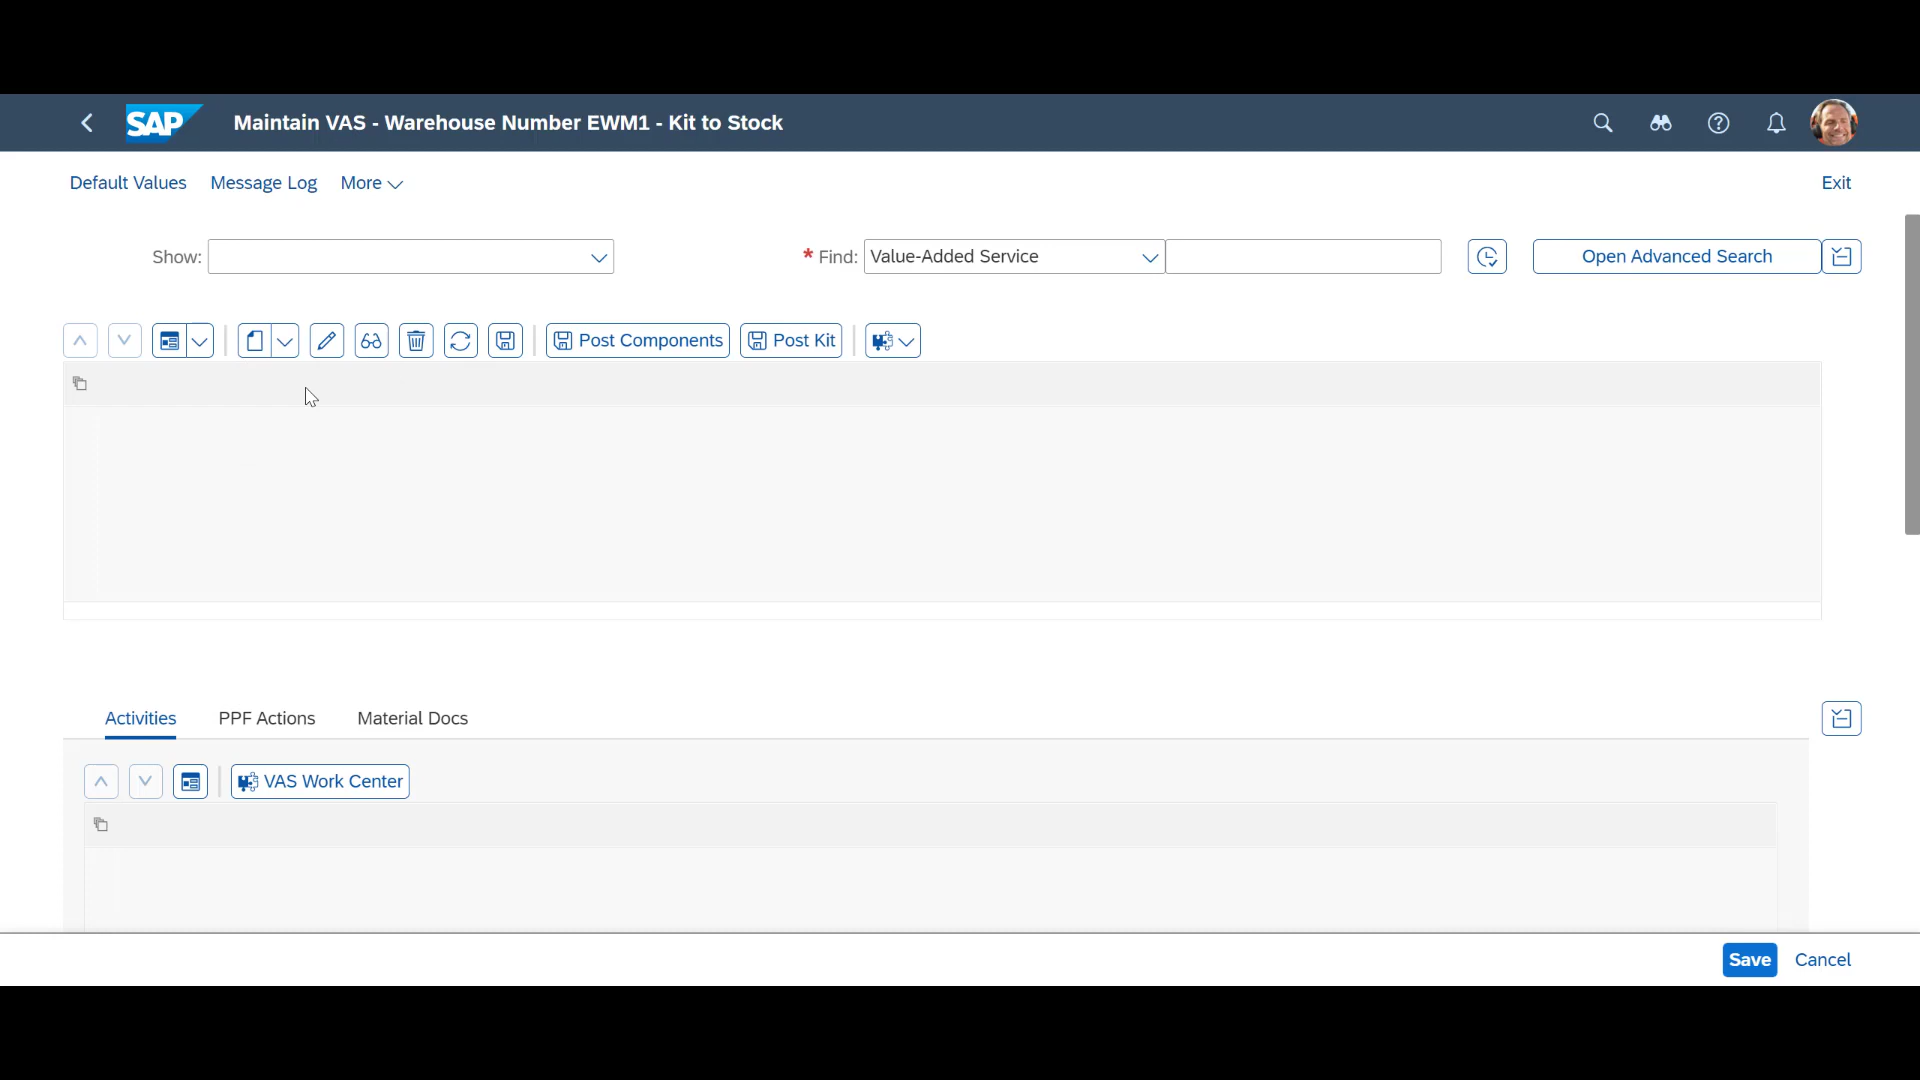 SAP Maintain VAS - Warehouse Number EWM1 - Kit to Stock
Default Values Message Log More Exit
Show: * Find: Value-Added Service Open Advanced Search
Post Components Post Kit
Activities PPF Actions Material Docs
VAS Work Center
Save Cancel